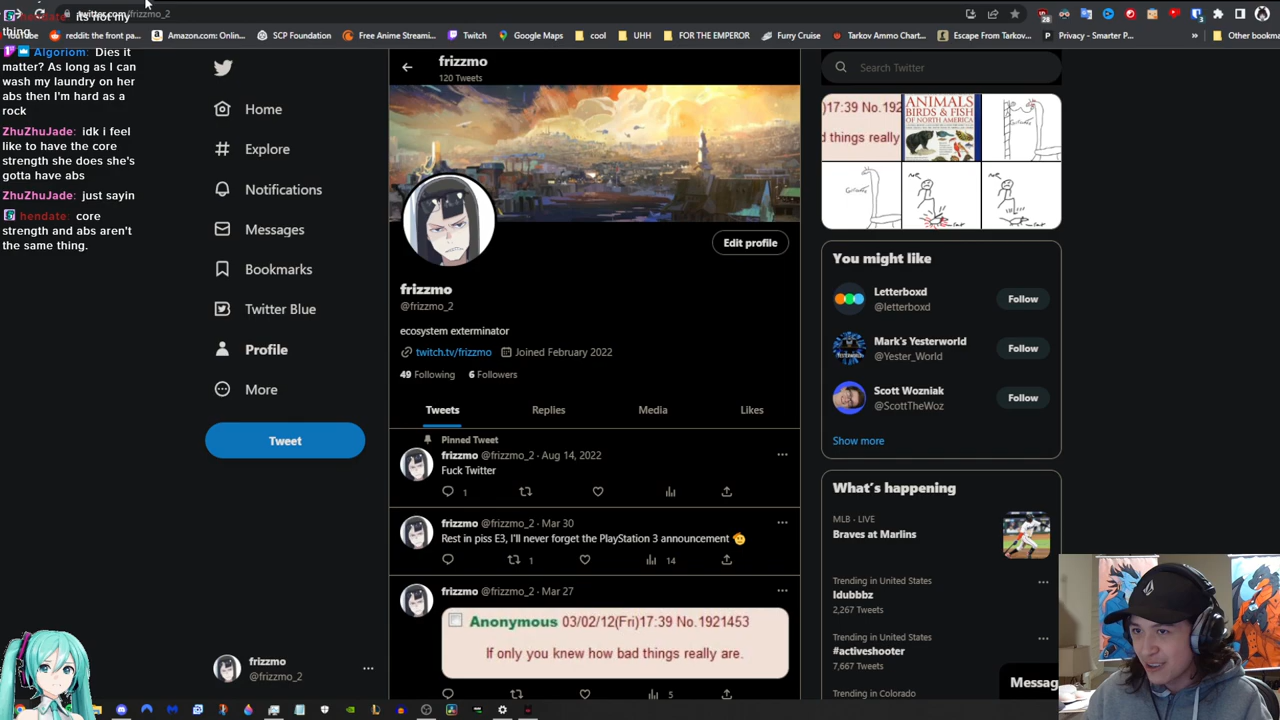 hendate: its not my
thing
Algoriom: Dies it
matter? As long as I can
wash my laundry on her
abs then I'm hard as a
rock
ZhuZhuJade: idk i feel
like to have the core
strength she does she's
gotta have abs
ZhuZhuJade: just sayin
hendate: core
strength and abs aren't
the same thing.
twitter.com/frizzmo_2
28
reddit: the front pa...
Amazon.com: Onli...
SCP Foundation
Free Anime Streami...
Twitch
Google Maps
cool
UHH
FOR THE EMPEROR
Furry Cruise
Tarkov Ammo Chart...
Escape From Tarkov...
Privacy - Smarter P...
Other bookma
Home
Explore
Notifications
Messages
Bookmarks
Twitter Blue
Profile
More
Tweet
frizzmo
@frizzmo_2
frizzmo
120 Tweets
Edit profile
frizzmo
@frizzmo_2
ecosystem exterminator
twitch.tv/frizzmo Joined February 2022
49 Following 6 Followers
Tweets Replies Media Likes
Pinned Tweet
frizzmo @frizzmo_2 · Aug 14, 2022
Fuck Twitter
1
frizzmo @frizzmo_2 · Mar 30
Rest in piss E3, I'll never forget the PlayStation 3 announcement
1 14
frizzmo @frizzmo_2 · Mar 27
Anonymous 03/02/12(Fri)17:39 No.1921453
If only you knew how bad things really are.
5
Search Twitter
)17:39 No.192
d things really
ANIMALS
BIRDS & FISH
OF NORTH AMERICA
You might like
Letterboxd
@letterboxd
Follow
Mark's Yesterworld
@Yester_World
Follow
Scott Wozniak
@ScottTheWoz
Follow
Show more
What's happening
MLB · LIVE
Braves at Marlins
Trending in United States
Idubbbz
2,267 Tweets
Trending in United States
#activeshooter
7,665 Tweets
Trending in Colorado
Messag